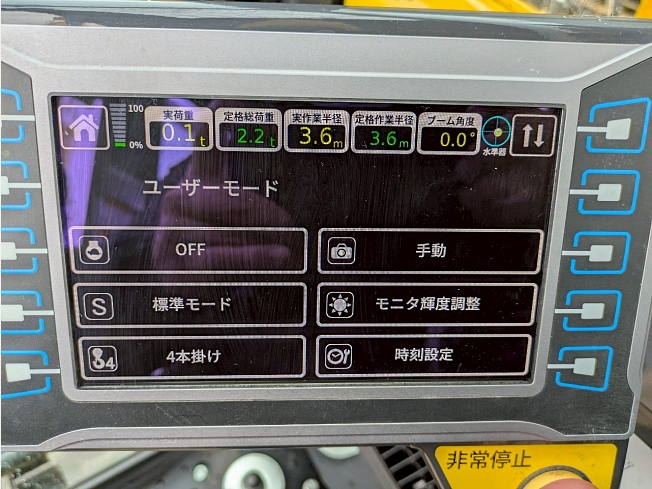 100
0%
実荷重
0.1t
定格総荷重
2.2t
実作業半径
3.6m
定格作業半径
3.6m
ブーム角度
0.0°
水準器
ユーザーモード
OFF
手動
S
標準モード
モニタ輝度調整
4
4本掛け
時刻設定
非常停止